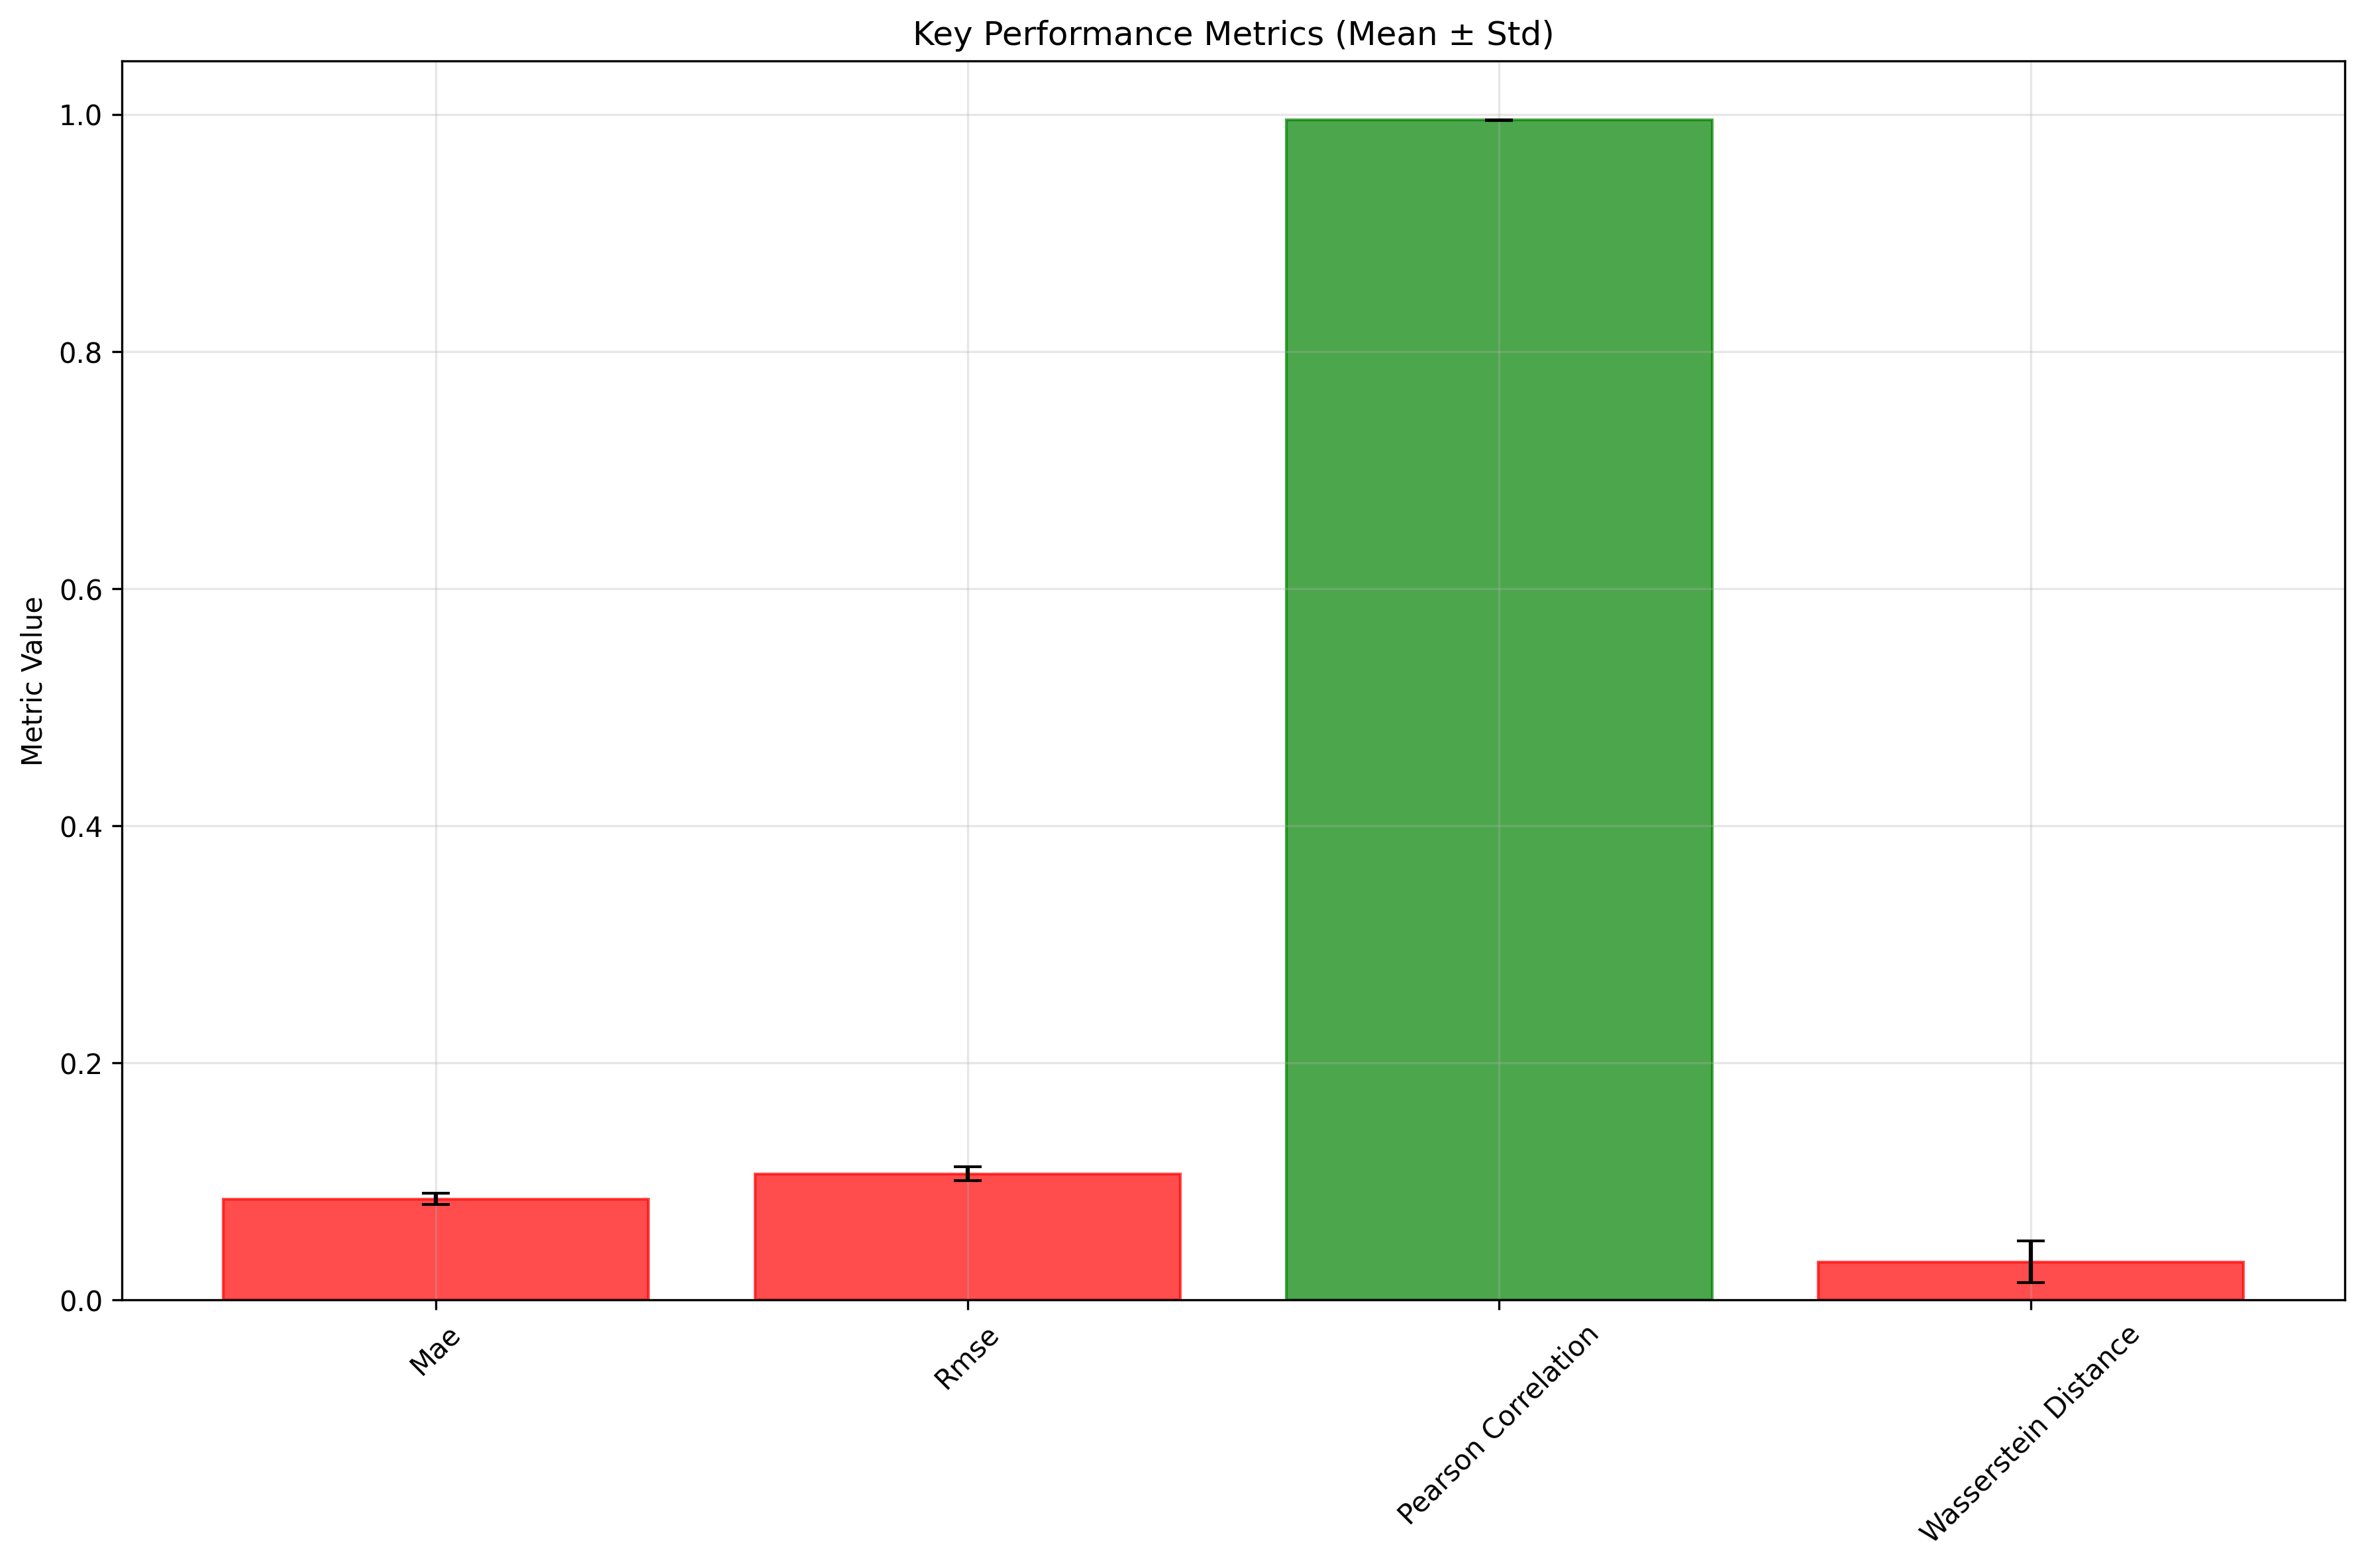 Key Performance Metrics (Mean ± Std)
Metric Value
1.0
0.8
0.6
0.4
0.2
0.0
Mae
Rmse
Pearson Correlation
Wasserstein Distance